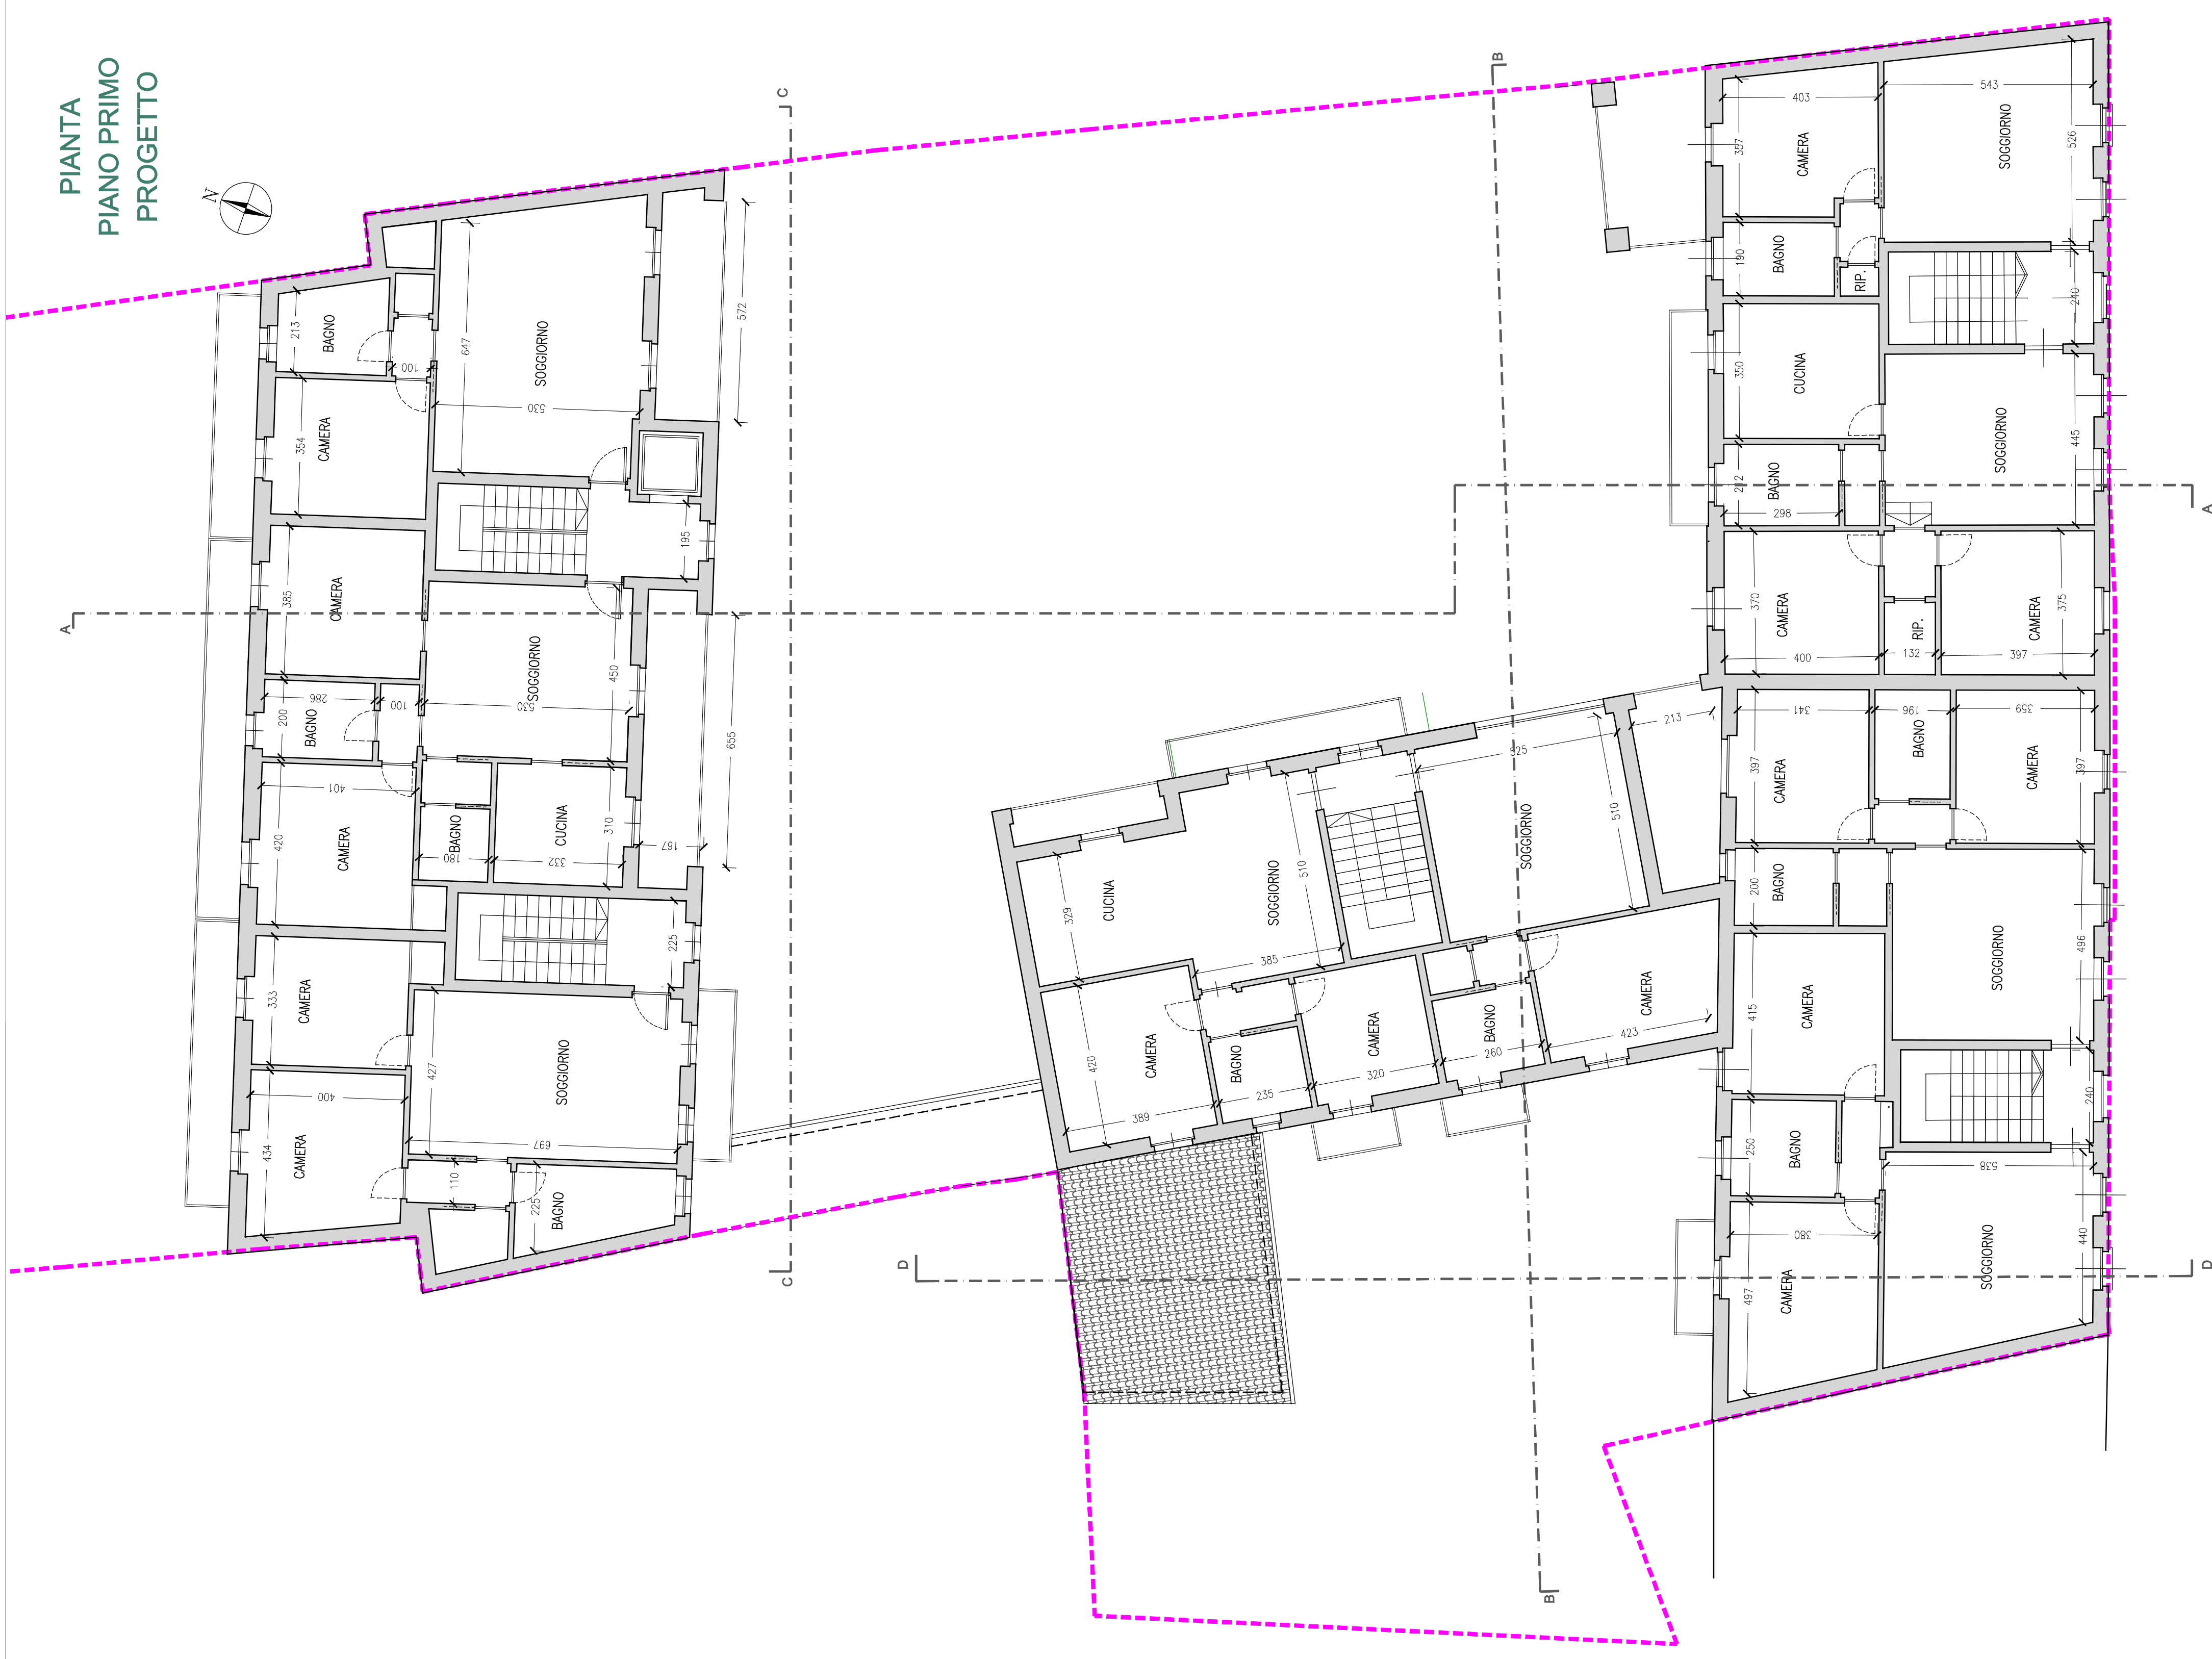 PIANTA
PIANO PRIMO
PROGETTO
N
C
C
A
A
B
B
D
D
BAGNO
213
100
CAMERA
354
SOGGIORNO
647
530
572
195
CAMERA
385
BAGNO
200
286
100
SOGGIORNO
450
530
655
CAMERA
420
401
BAGNO
180
CUCINA
310
332
167
CAMERA
333
225
CAMERA
434
400
SOGGIORNO
427
697
110
BAGNO
225
CUCINA
329
SOGGIORNO
510
385
CAMERA
420
389
BAGNO
235
CAMERA
320
BAGNO
260
SOGGIORNO
525
510
213
CAMERA
423
CAMERA
403
357
SOGGIORNO
543
526
BAGNO
190
RIP.
240
CUCINA
350
SOGGIORNO
445
BAGNO
212
298
CAMERA
370
400
RIP.
132
CAMERA
375
397
CAMERA
341
397
BAGNO
196
CAMERA
359
397
BAGNO
200
SOGGIORNO
496
CAMERA
415
240
BAGNO
250
CAMERA
497
380
SOGGIORNO
538
440